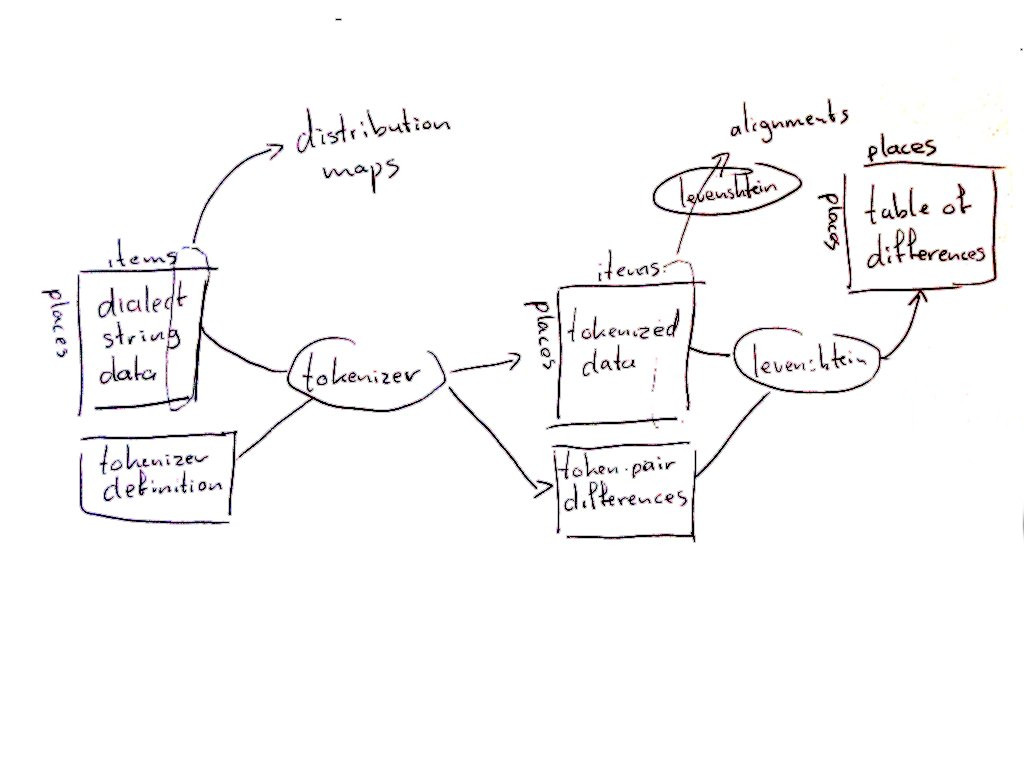 distribution
maps
items
places
dialect
string
data
tokenizer
definition
tokenizer
alignments
levenshtein
items
places
tokenized
data
token-pair
differences
levenshtein
places
places
table of
differences